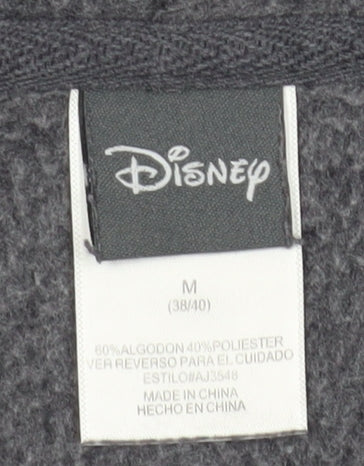 Disney
M
(38/40)
60%ALGODON 40%POLIESTER
VER REVERSO PARA EL CUIDADO
ESTILO#AJ3548
MADE IN CHINA
HECHO EN CHINA